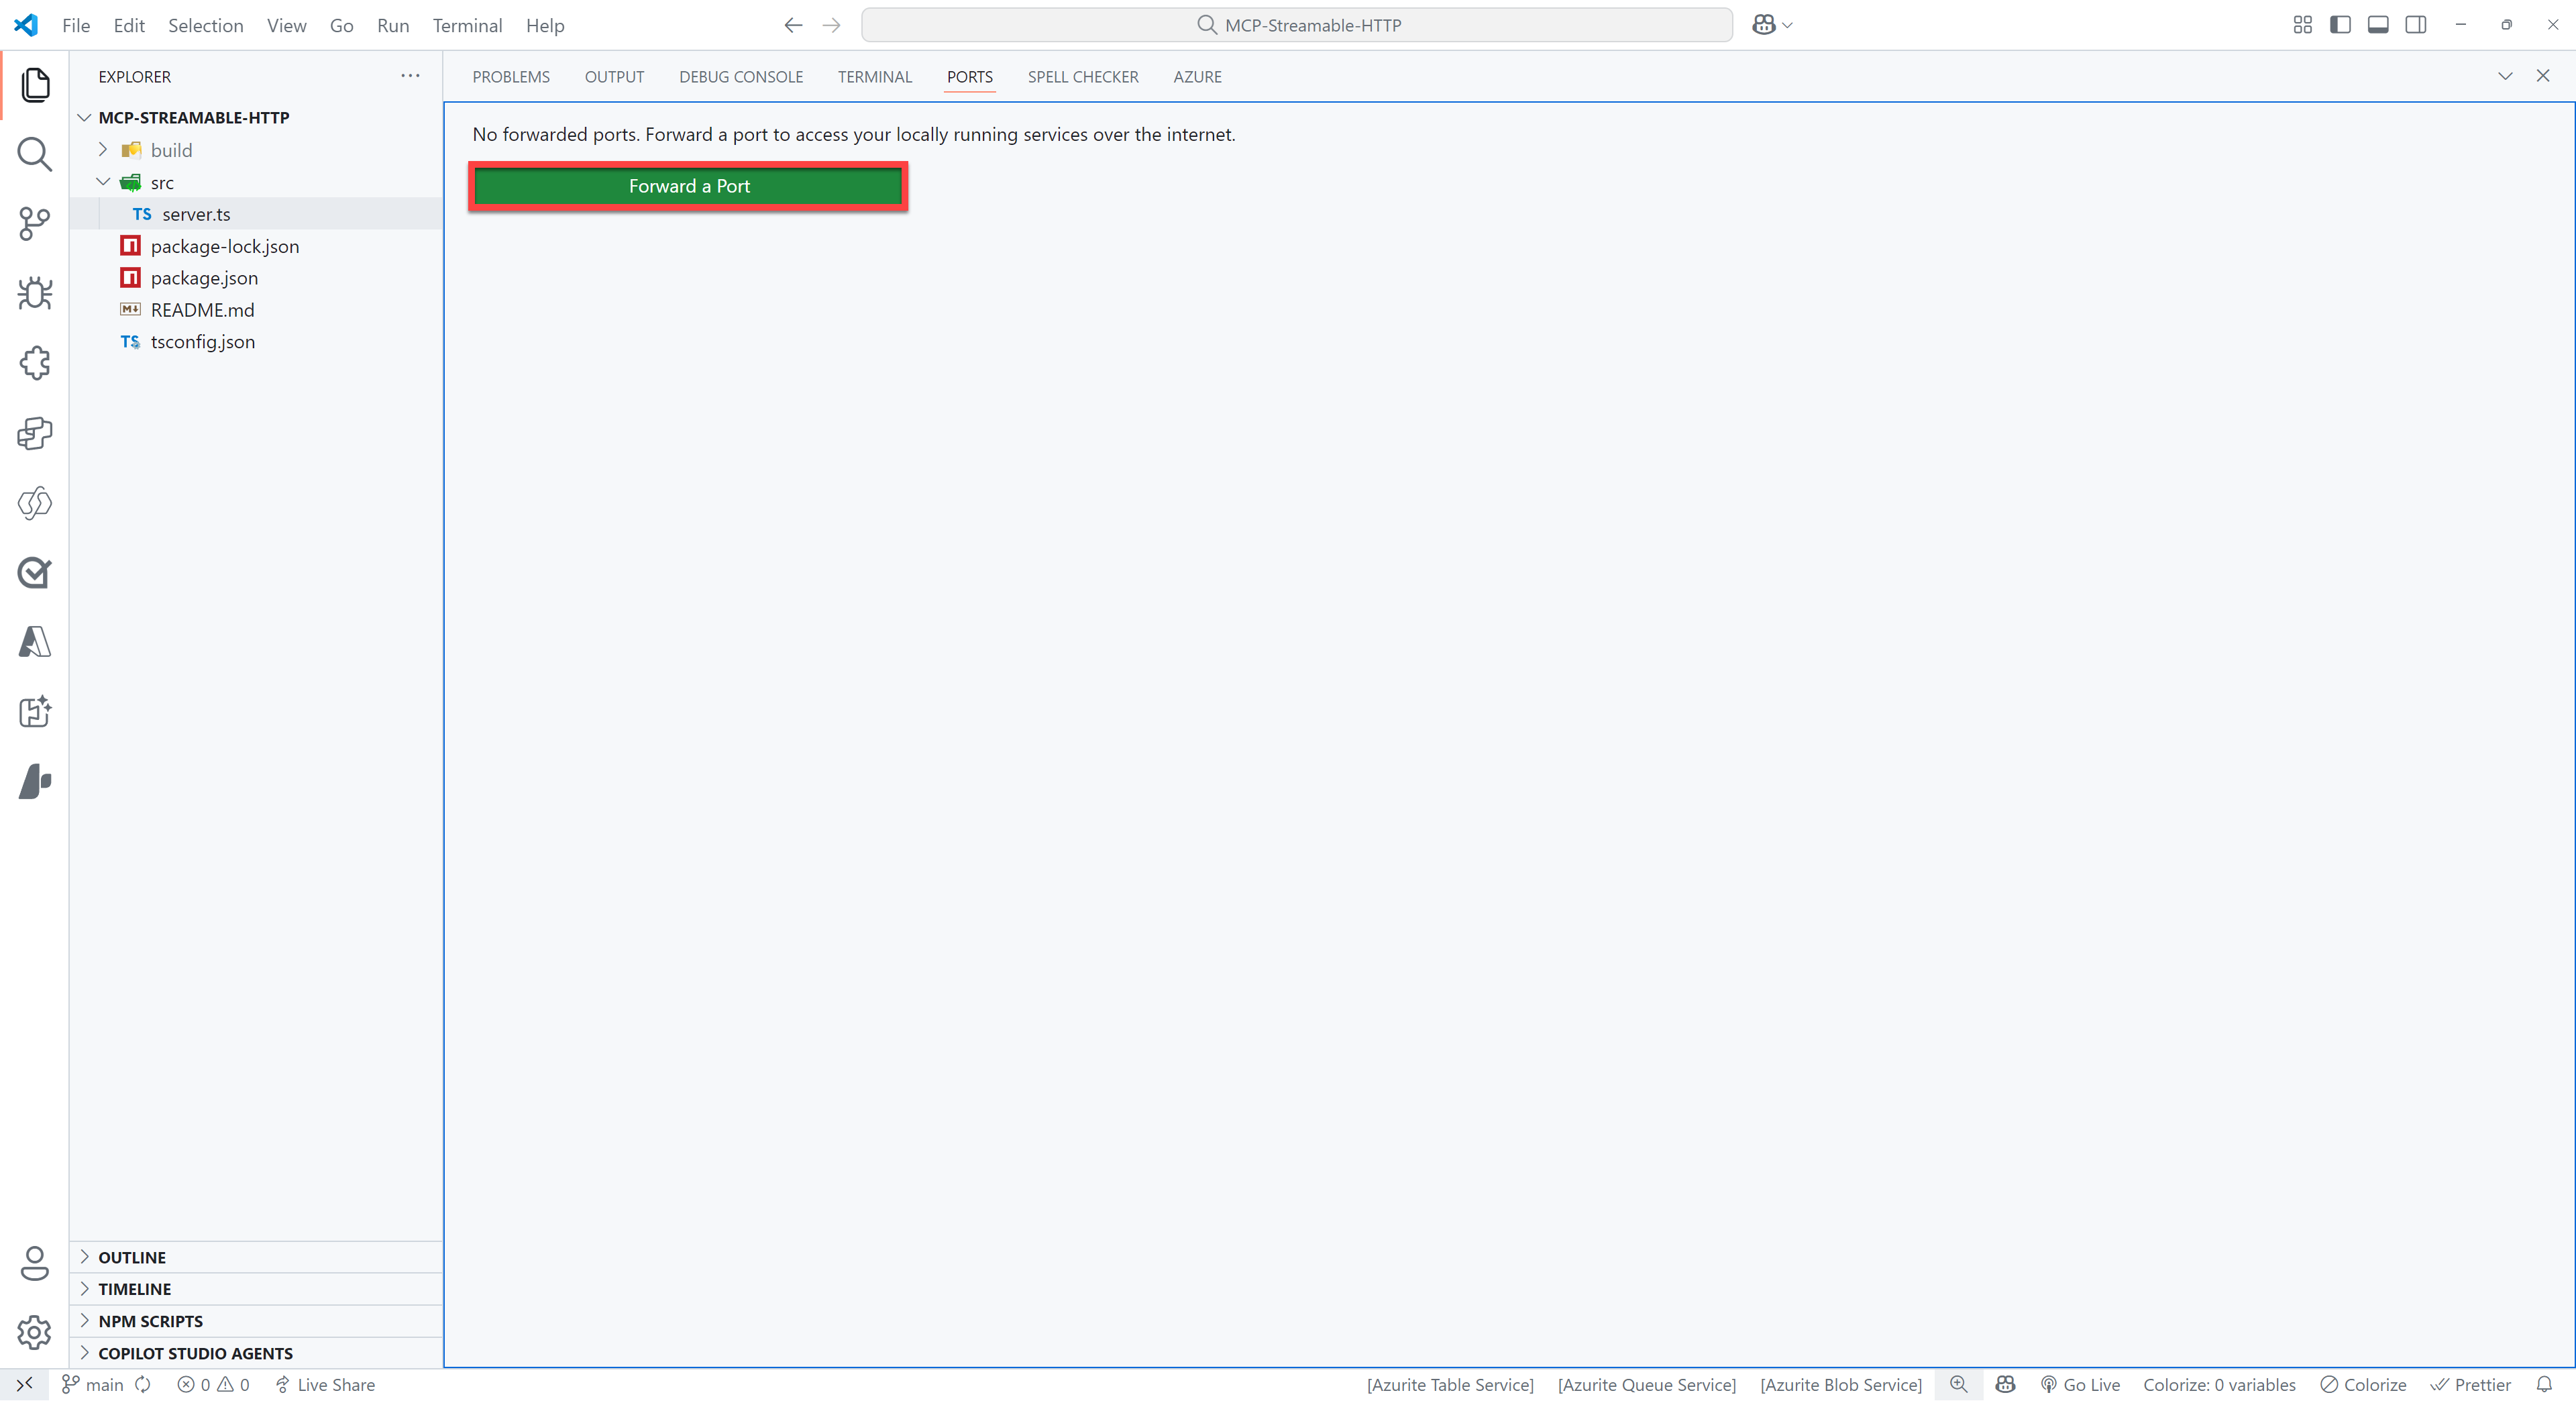 File Edit Selection View Go Run Terminal Help
MCP-Streamable-HTTP
EXPLORER
MCP-STREAMABLE-HTTP
build
src
TS server.ts
package-lock.json
package.json
README.md
TS tsconfig.json
OUTLINE
TIMELINE
NPM SCRIPTS
COPILOT STUDIO AGENTS
PROBLEMS OUTPUT DEBUG CONSOLE TERMINAL PORTS SPELL CHECKER AZURE
No forwarded ports. Forward a port to access your locally running services over the internet.
Forward a Port
main 0 0 Live Share [Azurite Table Service] [Azurite Queue Service] [Azurite Blob Service] Go Live Colorize: 0 variables Colorize Prettier